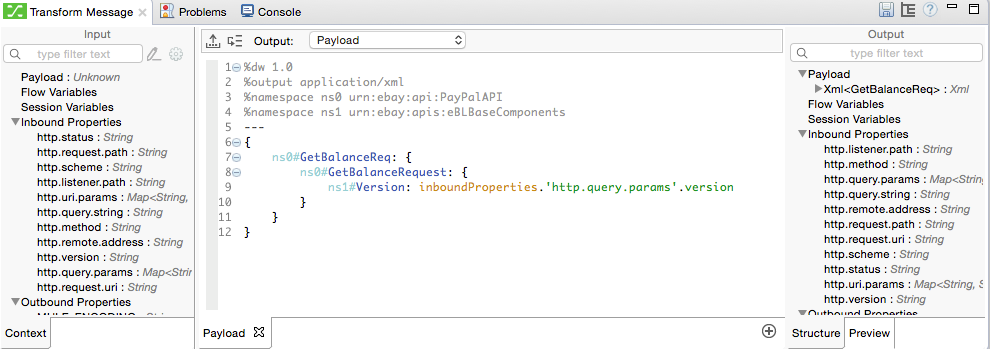 Transform Message Problems Console
Input
type filter text
Payload : Unknown
Flow Variables
Session Variables
Inbound Properties
http.status : String
http.request.path : String
http.scheme : String
http.listener.path : String
http.uri.params : Map<String,
http.query.string : String
http.method : String
http.remote.address : String
http.version : String
http.query.params : Map<Strin
http.request.uri : String
Outbound Properties
MULE_ENCODING : String
Context
Output: Payload
1 %dw 1.0
2 %output application/xml
3 %namespace ns0 urn:ebay:api:PayPalAPI
4 %namespace ns1 urn:ebay:apis:eBLBaseComponents
5 ---
6 {
7 ns0#GetBalanceReq: {
8 ns0#GetBalanceRequest: {
9 ns1#Version: inboundProperties.'http.query.params'.version
10 }
11 }
12 }
Payload
Output
type filter text
Payload
Xml<GetBalanceReq> : Xml
Flow Variables
Session Variables
Inbound Properties
http.listener.path : String
http.method : String
http.query.params : Map<String
http.query.string : String
http.remote.address : String
http.request.path : String
http.request.uri : String
http.scheme : String
http.status : String
http.uri.params : Map<String, S
http.version : String
Outbound Properties
Structure Preview